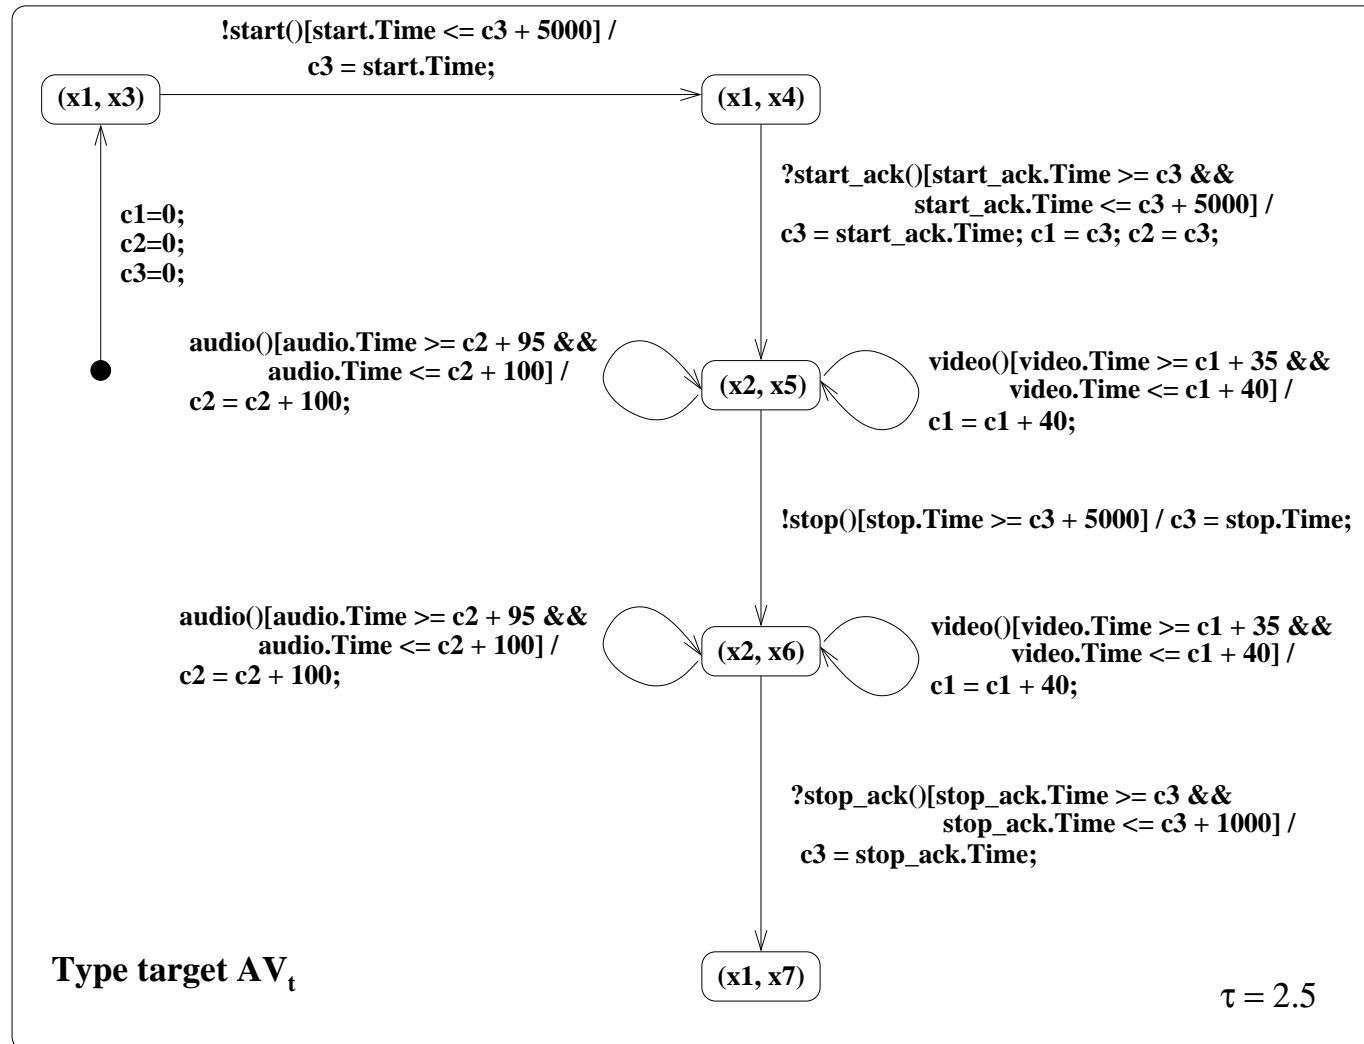 !start()[start.Time <= c3 + 5000] /
c3 = start.Time;
(x1, x3)
(x1, x4)
?start_ack()[start_ack.Time >= c3 &&
start_ack.Time <= c3 + 5000] /
c3 = start_ack.Time; c1 = c3; c2 = c3;
c1=0;
c2=0;
c3=0;
audio()[audio.Time >= c2 + 95 &&
audio.Time <= c2 + 100] /
c2 = c2 + 100;
(x2, x5)
video()[video.Time >= c1 + 35 &&
video.Time <= c1 + 40] /
c1 = c1 + 40;
!stop()[stop.Time >= c3 + 5000] / c3 = stop.Time;
audio()[audio.Time >= c2 + 95 &&
audio.Time <= c2 + 100] /
c2 = c2 + 100;
(x2, x6)
video()[video.Time >= c1 + 35 &&
video.Time <= c1 + 40] /
c1 = c1 + 40;
?stop_ack()[stop_ack.Time >= c3 &&
stop_ack.Time <= c3 + 1000] /
c3 = stop_ack.Time;
(x1, x7)
Type target AVt
τ = 2.5